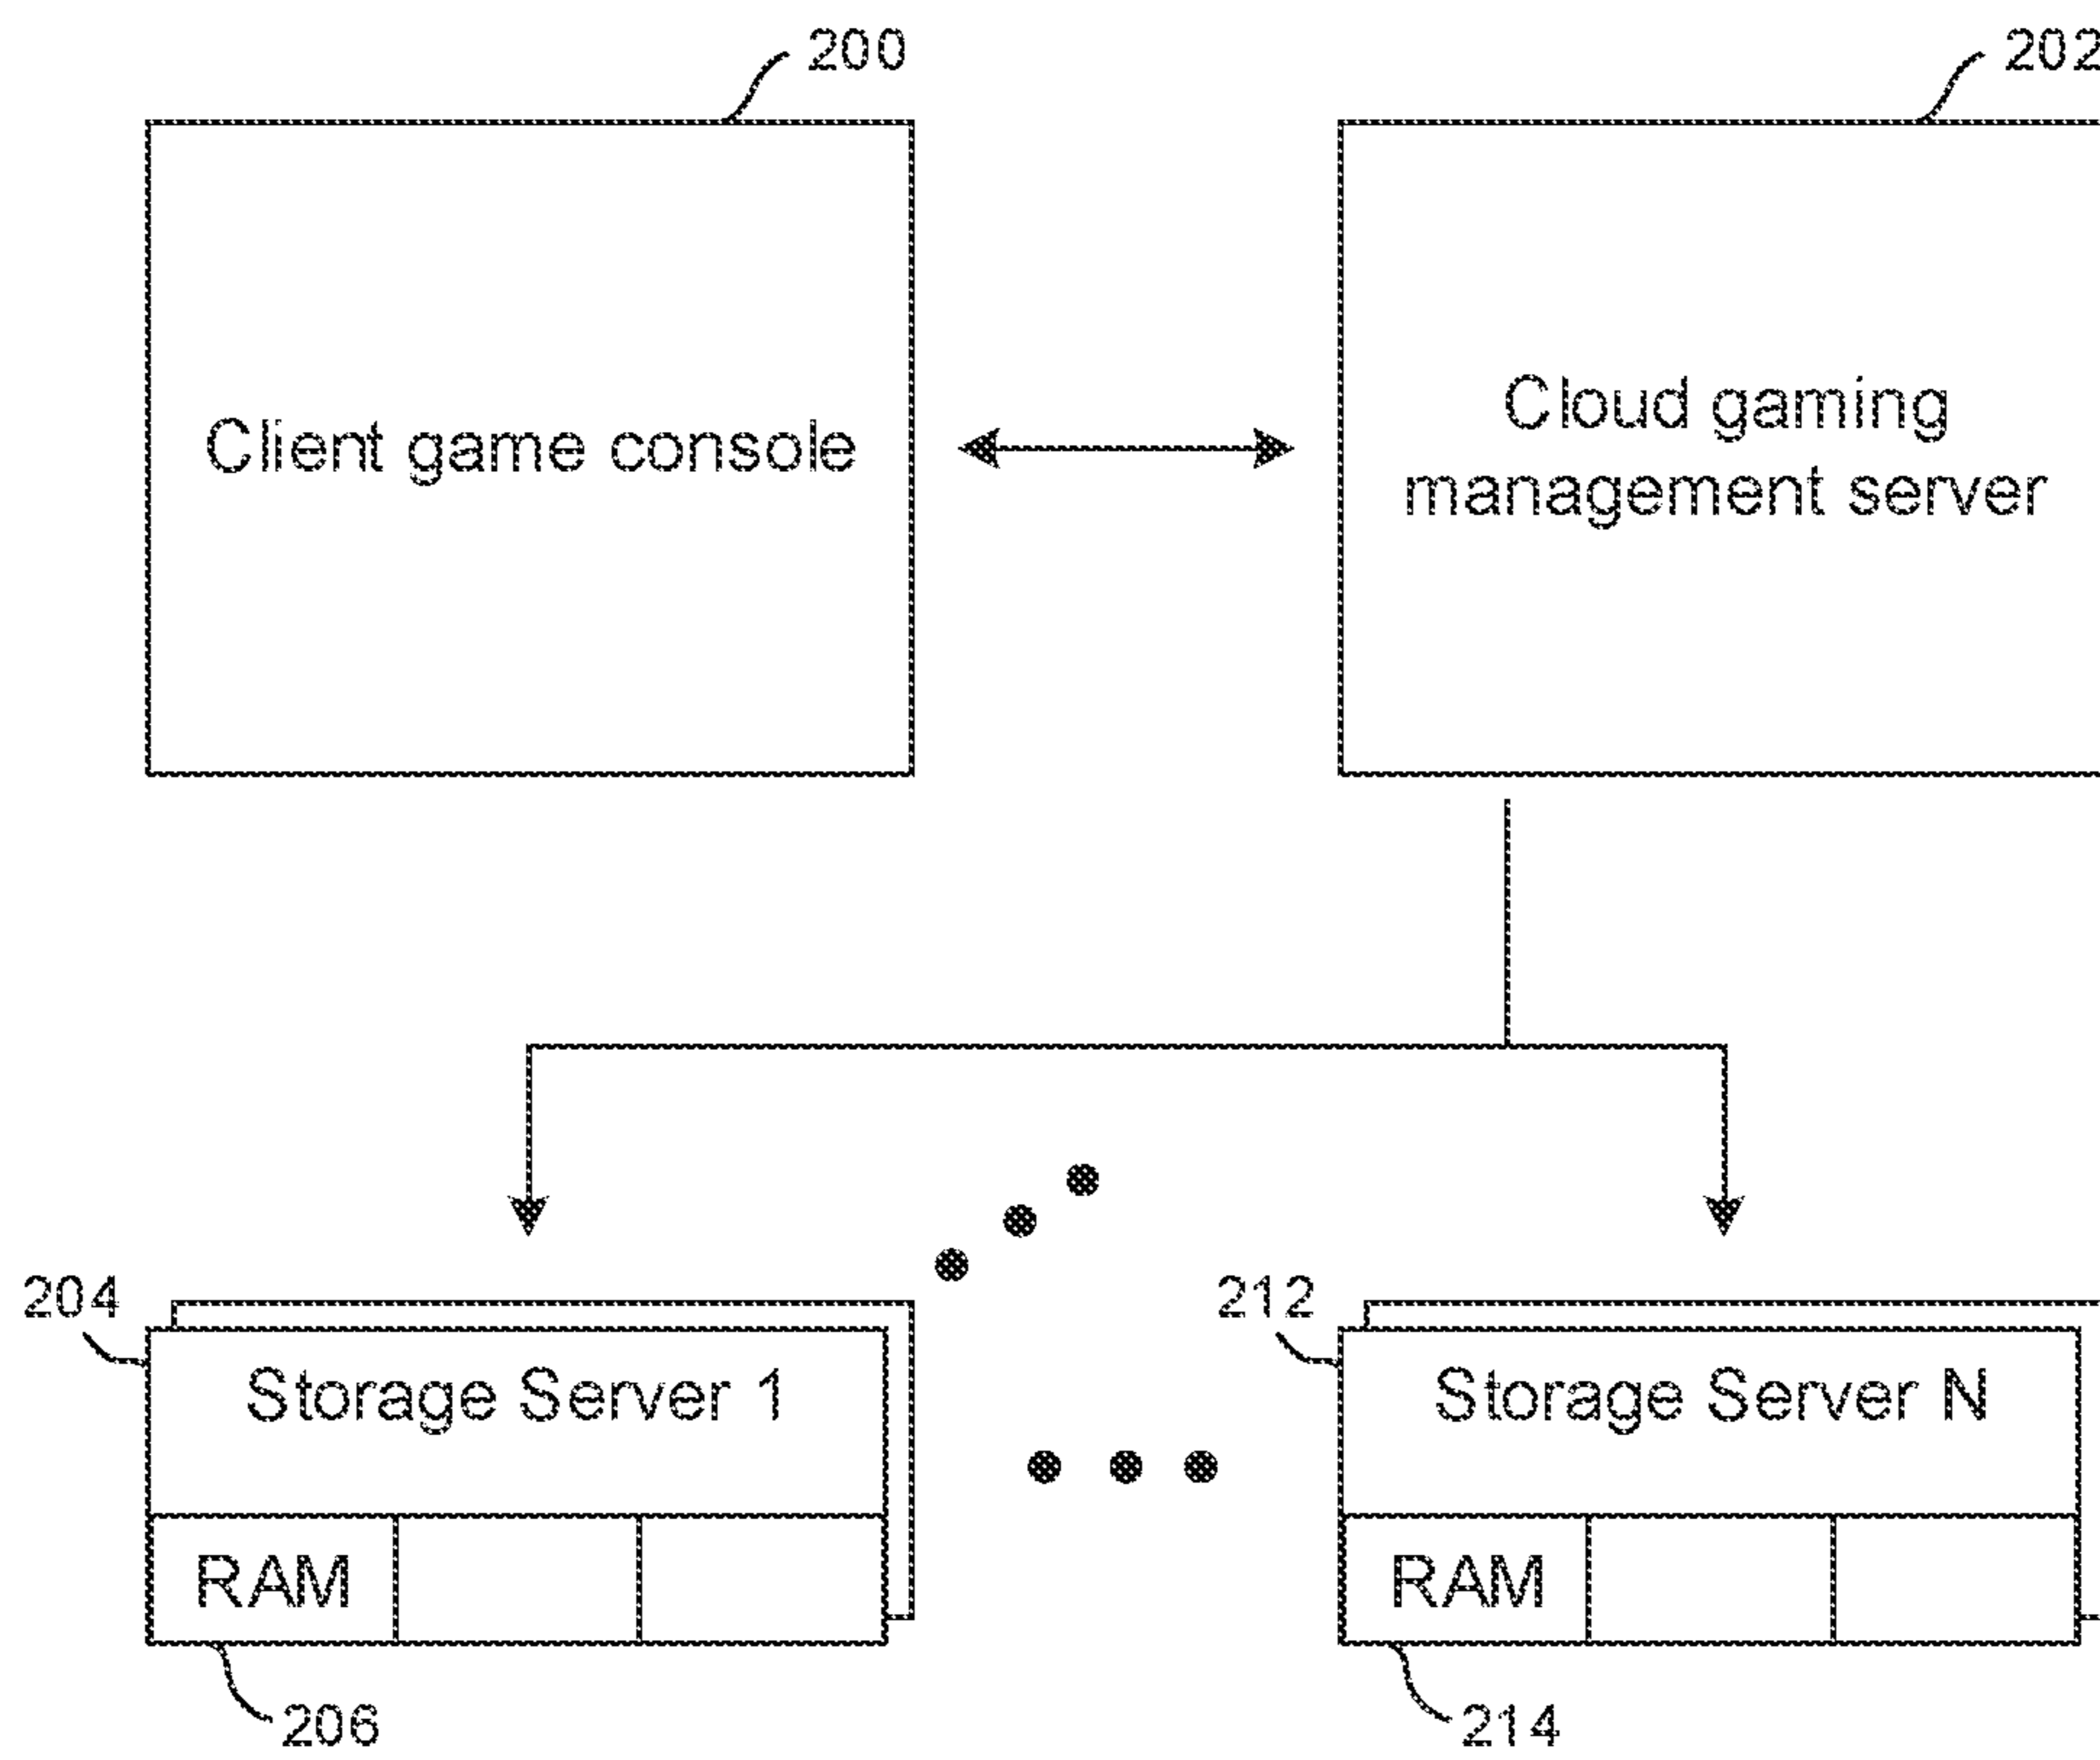 200
202
Client game console
Cloud gaming
management server
204
212
Storage Server 1
Storage Server N
RAM
RAM
206
214